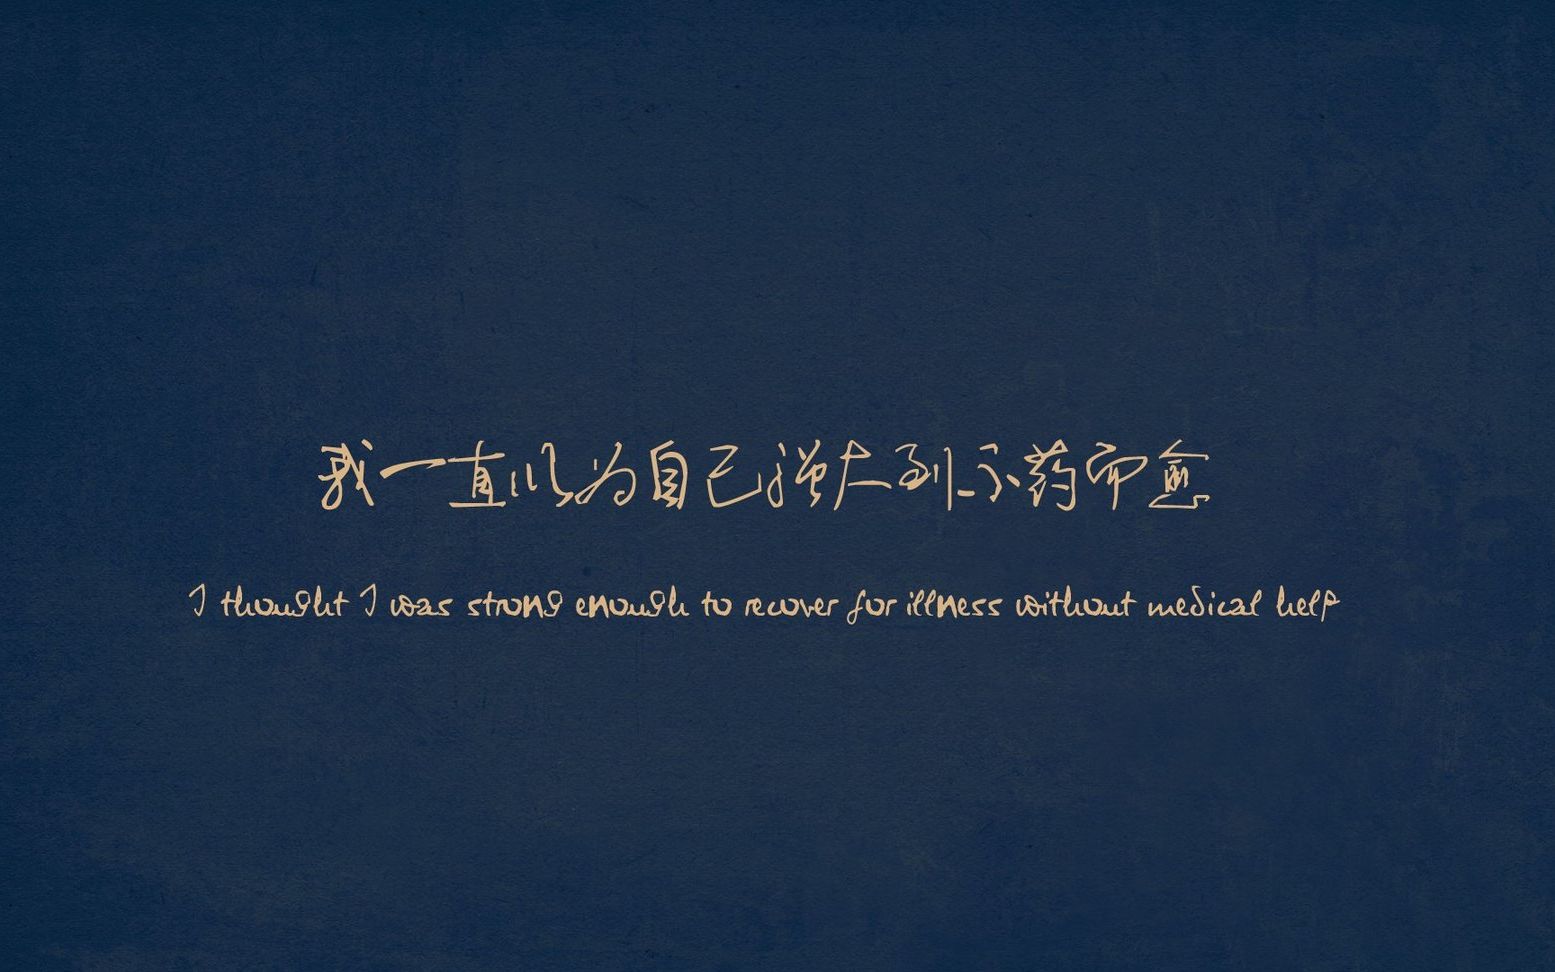 我一直以为自己强大到不药而愈
I thought I was strong enough to recover for illness without medical help